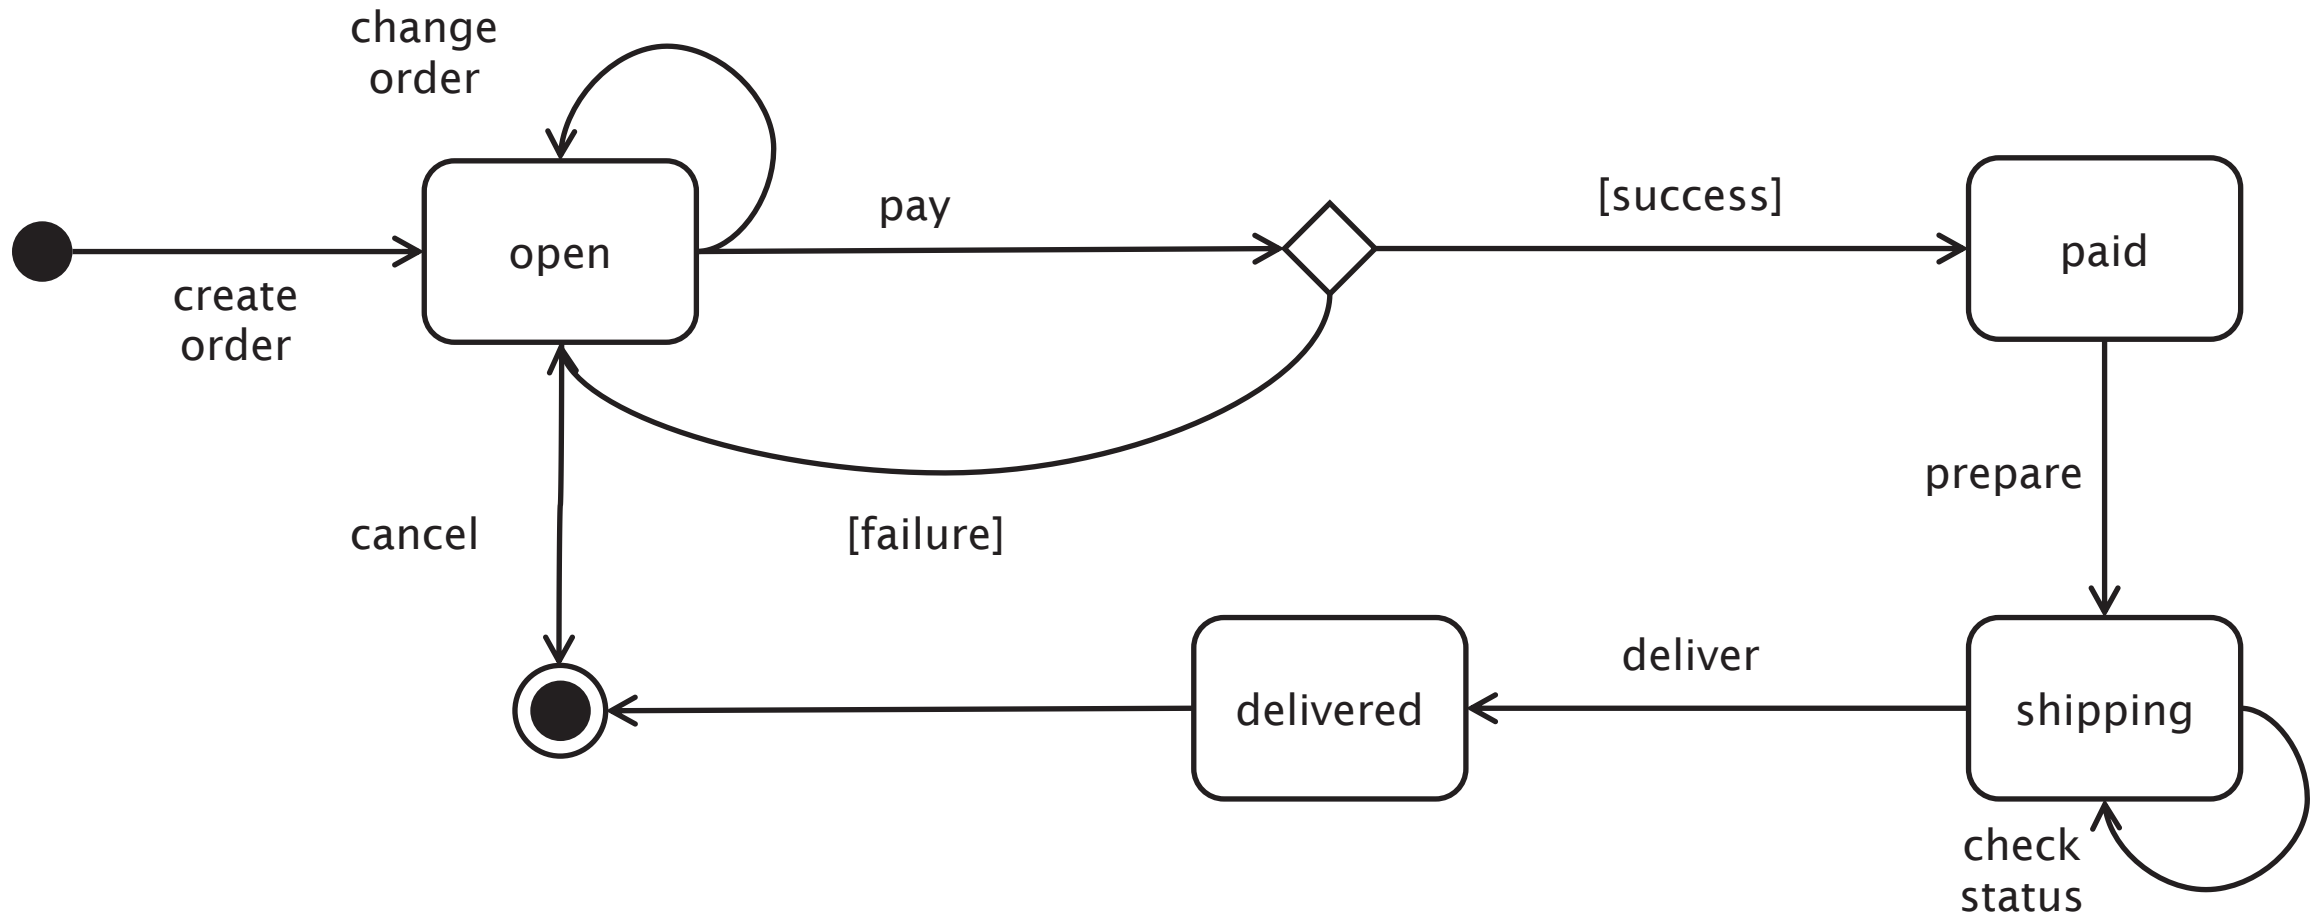 change
order
pay
[success]
open
paid
create
order
prepare
cancel
[failure]
deliver
delivered
shipping
check
status